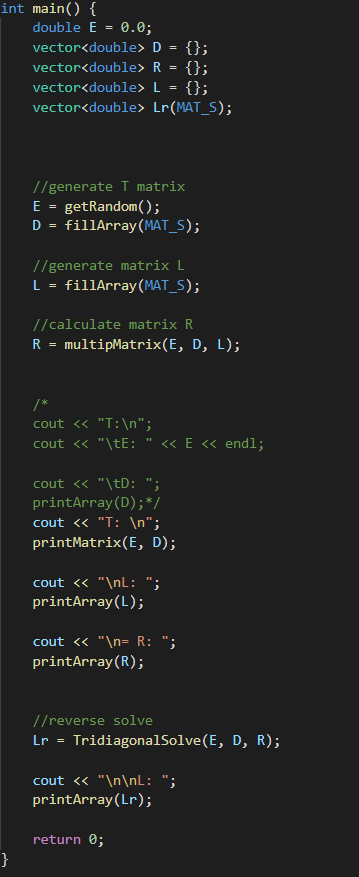 int main() {
    double E = 0.0;
    vector<double> D = {};
    vector<double> R = {};
    vector<double> L = {};
    vector<double> Lr(MAT_S);
    //generate T matrix
    E = getRandom();
    D = fillArray(MAT_S);
    //generate matrix L
    L = fillArray(MAT_S);
    //calculate matrix R
    R = multipMatrix(E, D, L);
    /*
    cout << "T:\n";
    cout << "\tE: " << E << endl;
    cout << "\tD: ";
    printArray(D);*/
    cout << "T: \n";
    printMatrix(E, D);
    cout << "\nL: ";
    printArray(L);
    cout << "\n= R: ";
    printArray(R);
    //reverse solve
    Lr = TridiagonalSolve(E, D, R);
    cout << "\n\nL: ";
    printArray(Lr);
    return 0;
}